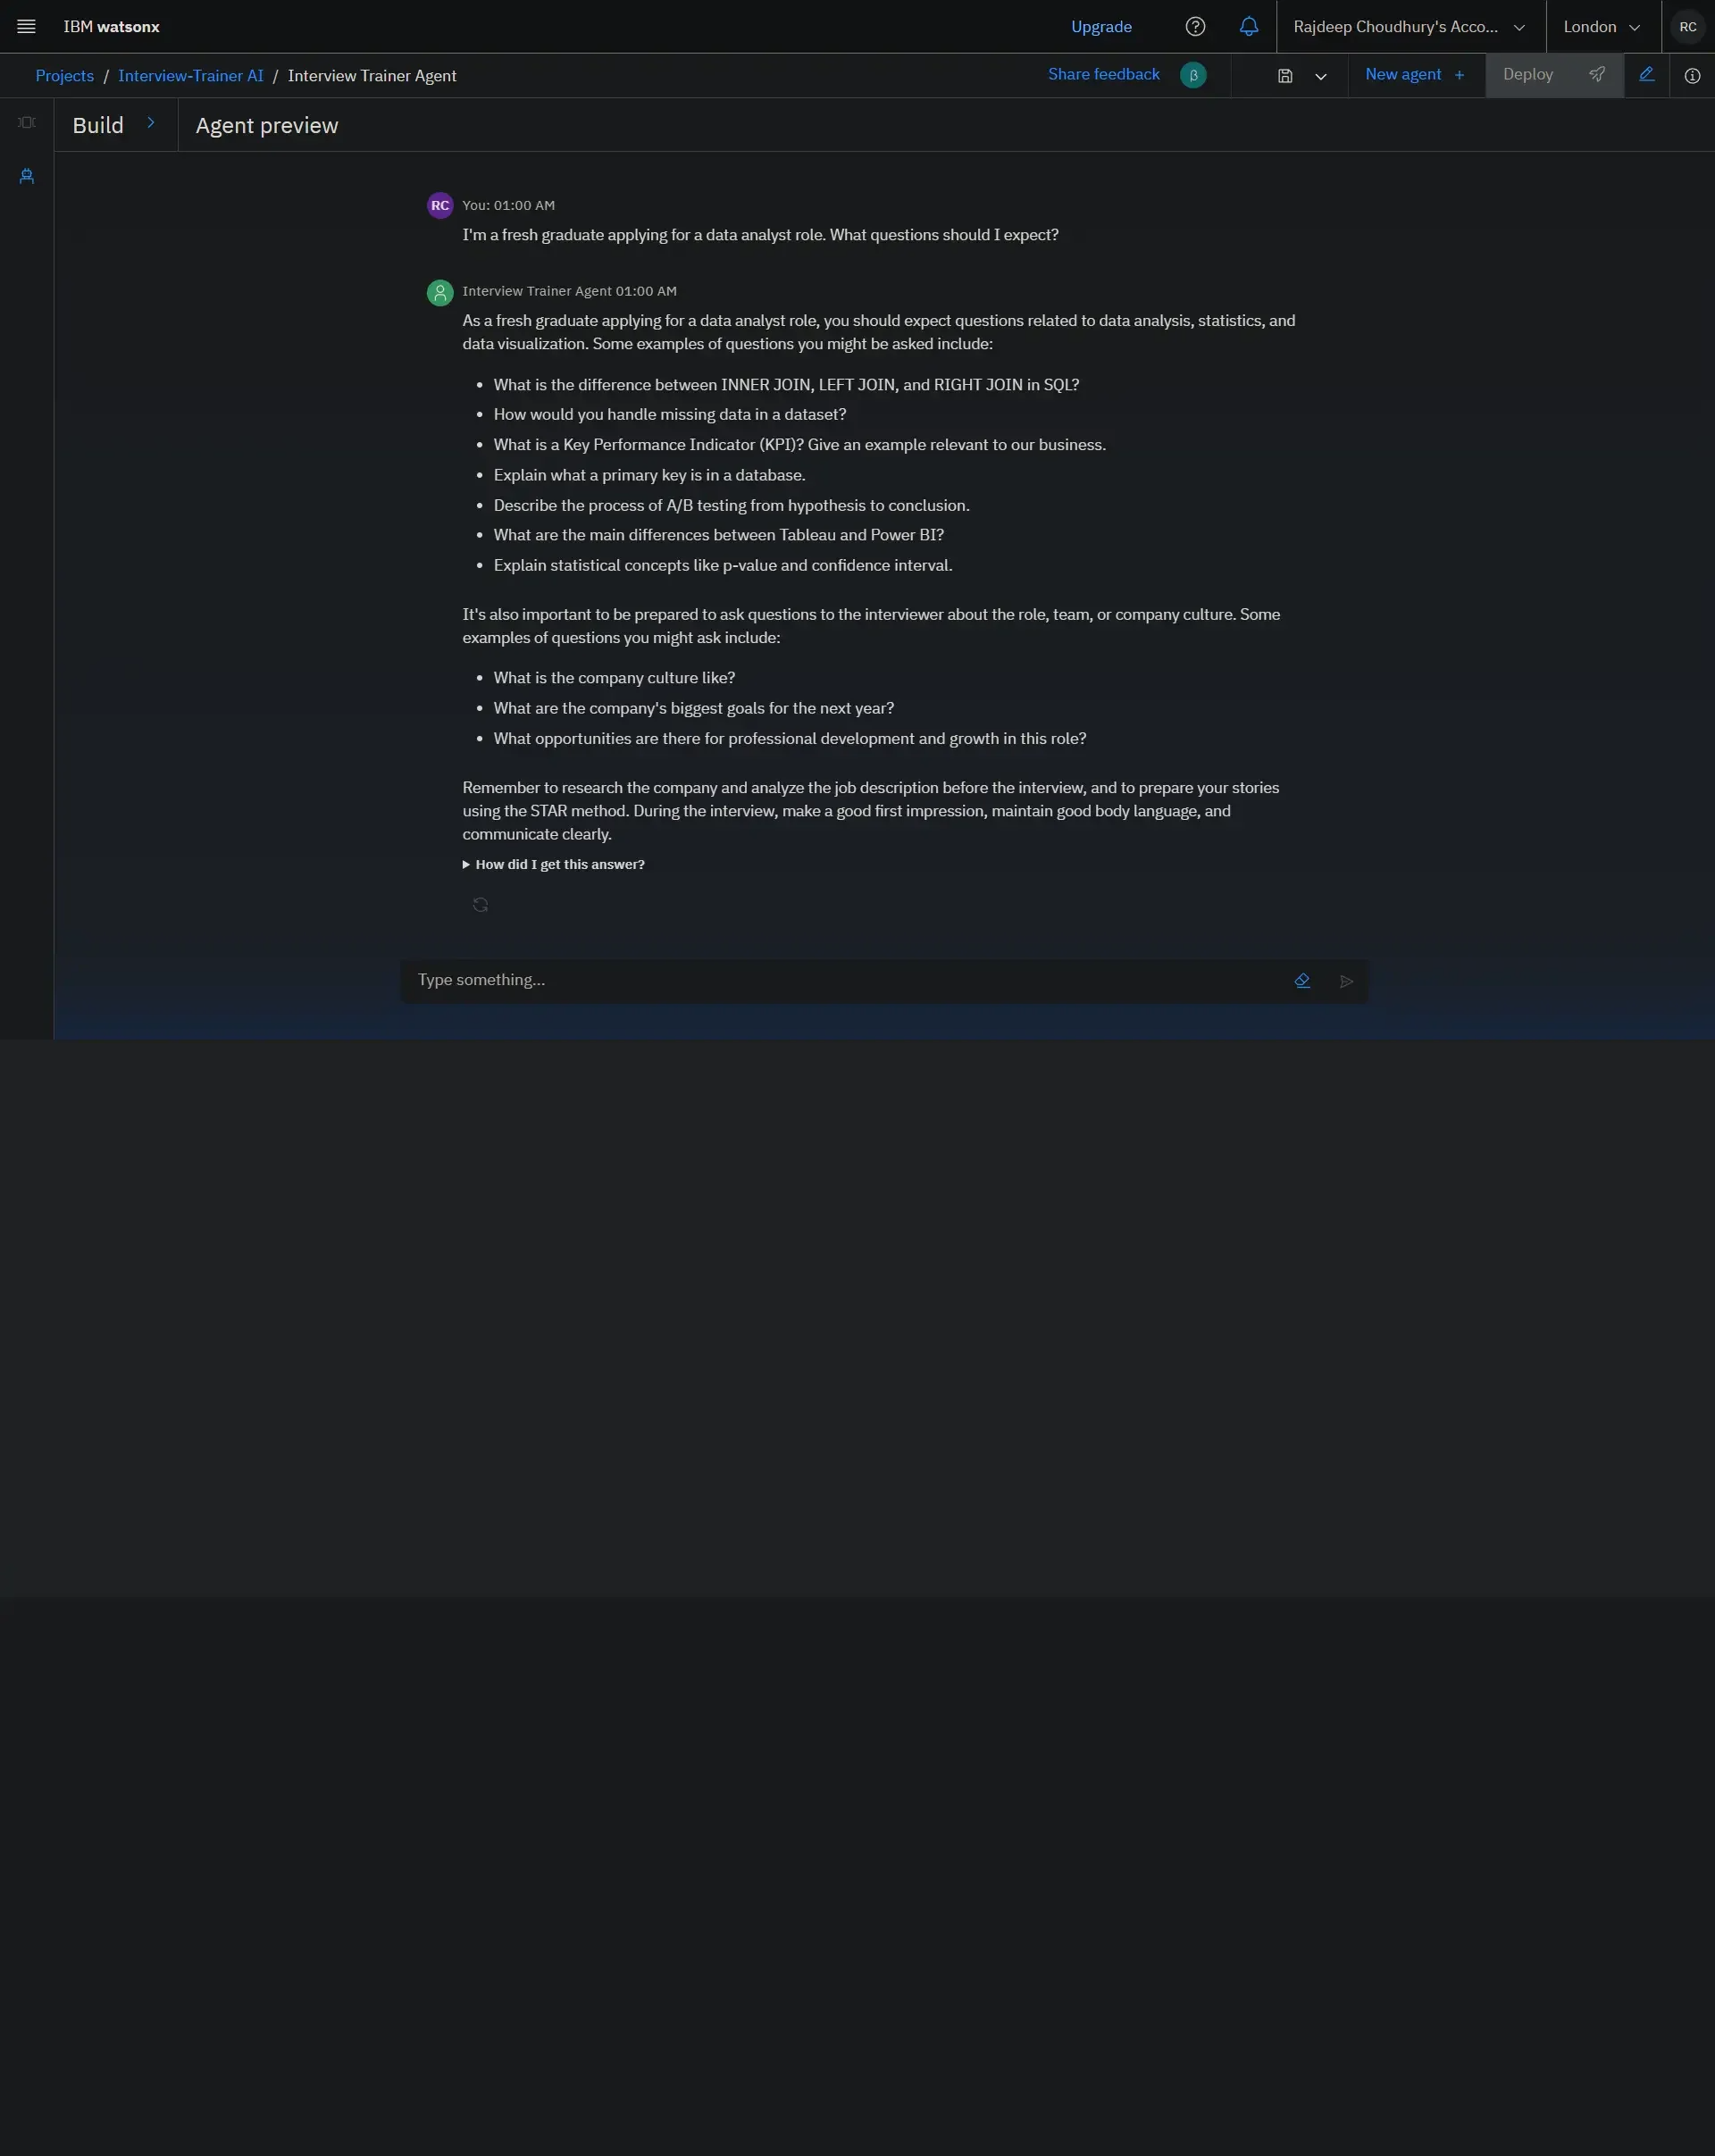 IBM watsonx
Upgrade
Rajdeep Choudhury's Acco...
London
RC
Projects / Interview-Trainer AI / Interview Trainer Agent
Share feedback
β
New agent +
Deploy
Build
Agent preview
RC
You: 01:00 AM
I'm a fresh graduate applying for a data analyst role. What questions should I expect?
Interview Trainer Agent 01:00 AM
As a fresh graduate applying for a data analyst role, you should expect questions related to data analysis, statistics, and
data visualization. Some examples of questions you might be asked include:
• What is the difference between INNER JOIN, LEFT JOIN, and RIGHT JOIN in SQL?
• How would you handle missing data in a dataset?
• What is a Key Performance Indicator (KPI)? Give an example relevant to our business.
• Explain what a primary key is in a database.
• Describe the process of A/B testing from hypothesis to conclusion.
• What are the main differences between Tableau and Power BI?
• Explain statistical concepts like p-value and confidence interval.
It's also important to be prepared to ask questions to the interviewer about the role, team, or company culture. Some
examples of questions you might ask include:
• What is the company culture like?
• What are the company's biggest goals for the next year?
• What opportunities are there for professional development and growth in this role?
Remember to research the company and analyze the job description before the interview, and to prepare your stories
using the STAR method. During the interview, make a good first impression, maintain good body language, and
communicate clearly.
How did I get this answer?
Type something...